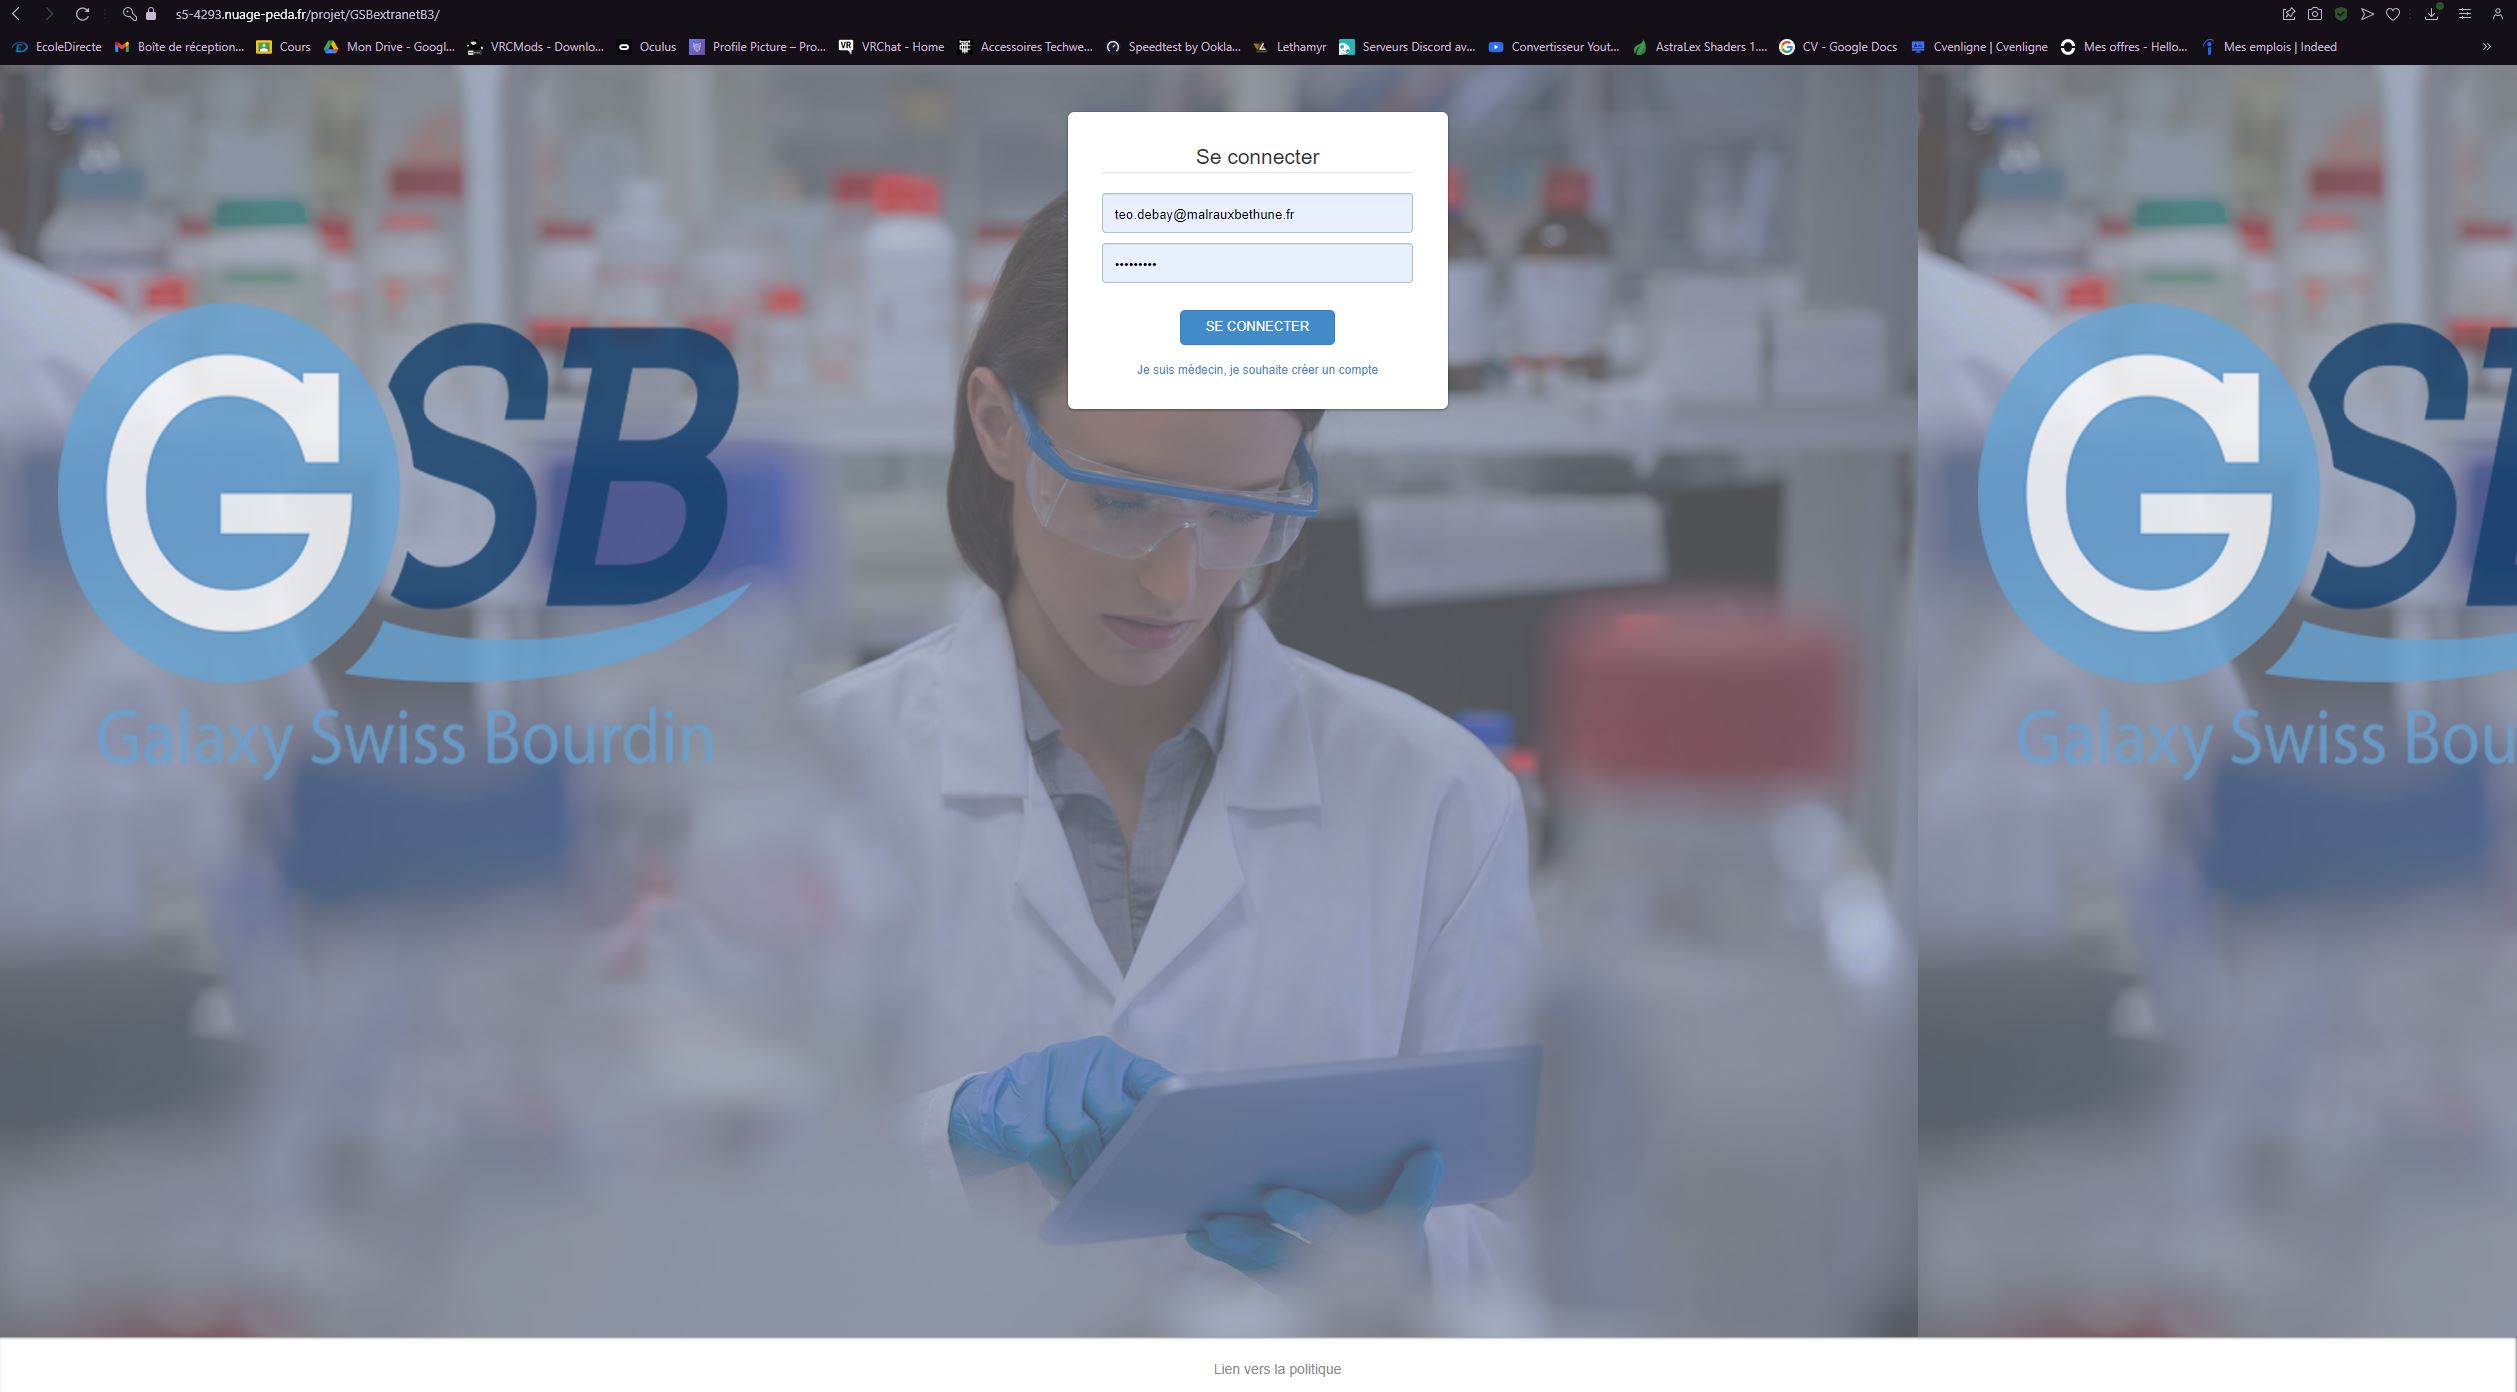 s5-4293.nuage-peda.fr/projet/GSBextranetB3/
EcoleDirecte
Boîte de réception...
Cours
Mon Drive - Googl...
VRCMods - Downlo...
Oculus
Profile Picture – Pro...
VRChat - Home
Accessoires Techwe...
Speedtest by Ookla...
Lethamyr
Serveurs Discord av...
Convertisseur Yout...
AstraLex Shaders 1....
CV - Google Docs
Cvenligne | Cvenligne
Mes offres - Hello...
Mes emplois | Indeed
Se connecter
teo.debay@malrauxbethune.fr
•••••••••
SE CONNECTER
Je suis médecin, je souhaite créer un compte
GSB
Galaxy Swiss Bourdin
GSB
Galaxy Swiss Bou
Lien vers la politique